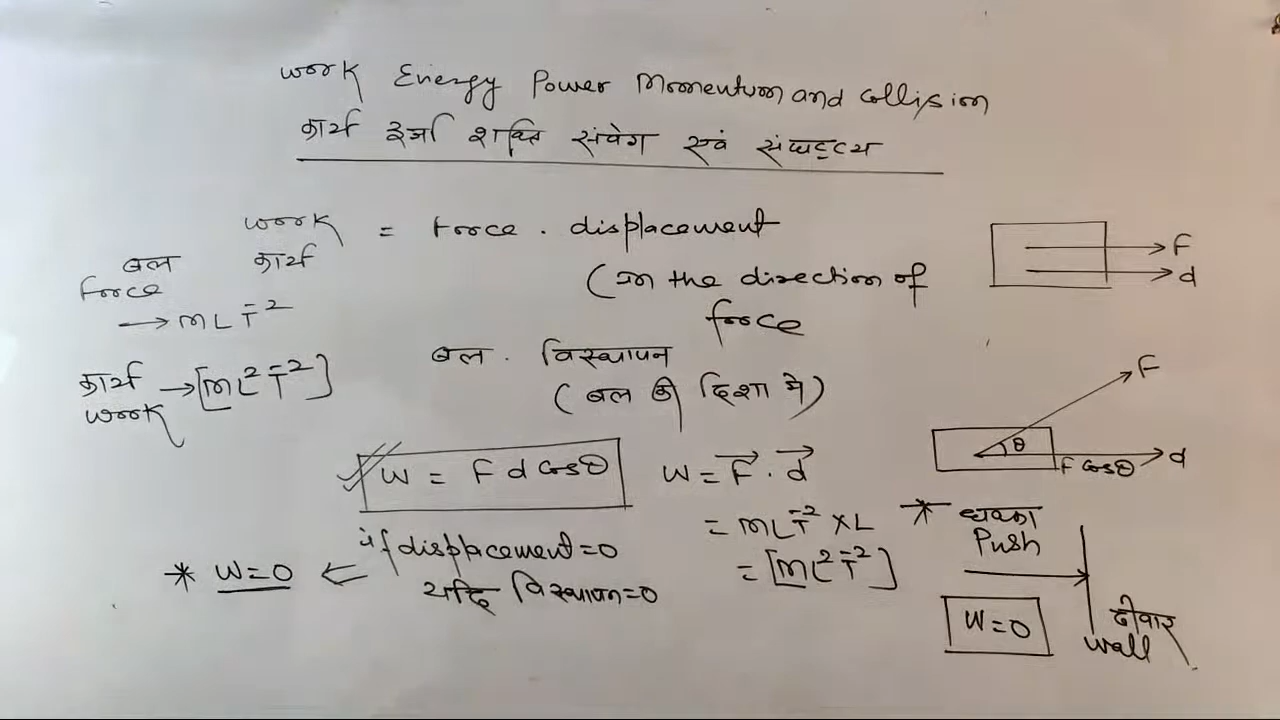 Work Energy Power Momentum and Collision
कार्य ऊर्जा शक्ति संवेग एवं संघट्टय
work = Force . displacement
कार्य
(In the direction of
force
बल
force
→ MLT⁻²
बल . विस्थापन
(बल की दिशा में)
कार्य → [ML²T⁻²]
work
W = F d Cosθ
W = F⃗ . d⃗
= MLT⁻² × L
= [ML²T⁻²]
if displacement = 0
* W=0 ⇐
यदि विस्थापन=0
F
d
F
θ
F Cosθ d
* धक्का
Push
W=0
दीवार
Wall